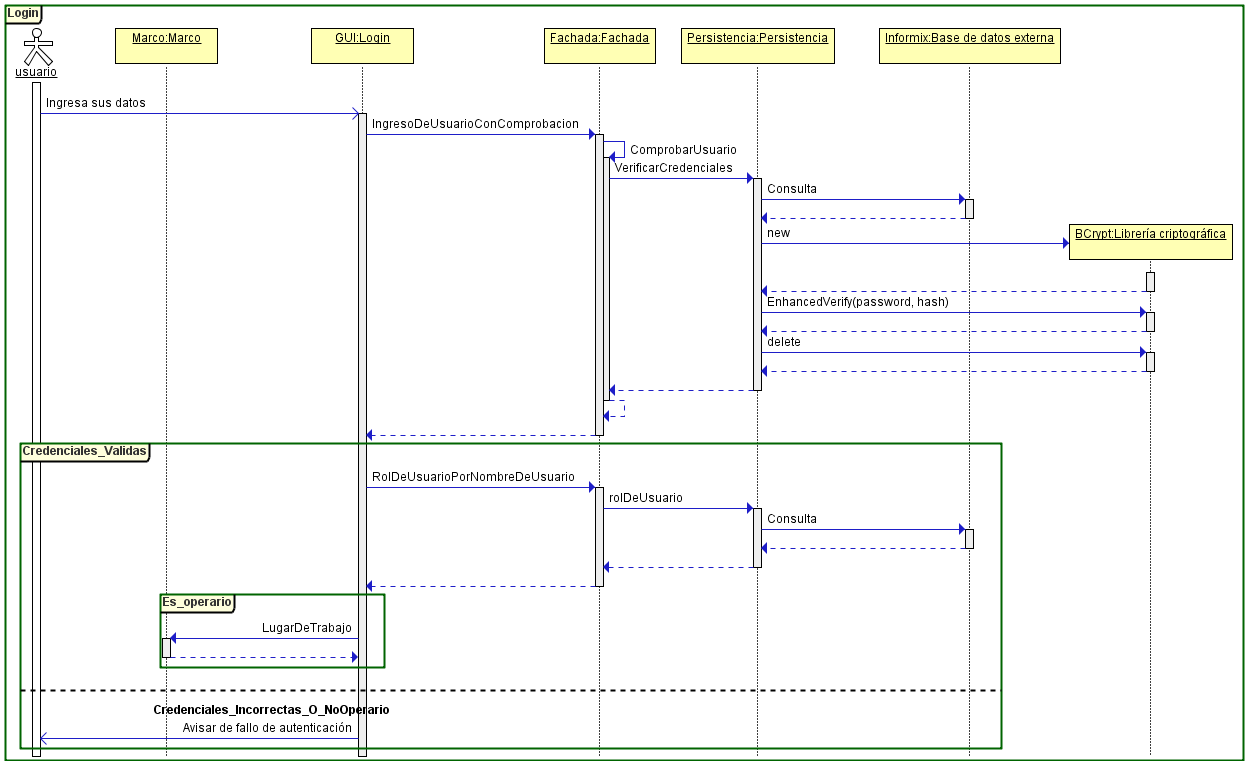 Login
usuario
Marco:Marco
GUI:Login
Fachada:Fachada
Persistencia:Persistencia
Informix:Base de datos externa
Ingresa sus datos
IngresoDeUsuarioConComprobacion
ComprobarUsuario
VerificarCredenciales
Consulta
new
BCrypt:Librería criptográfica
EnhancedVerify(password, hash)
delete
Credenciales_Validas
RolDeUsuarioPorNombreDeUsuario
rolDeUsuario
Consulta
Es_operario
LugarDeTrabajo
Credenciales_Incorrectas_O_NoOperario
Avisar de fallo de autenticación